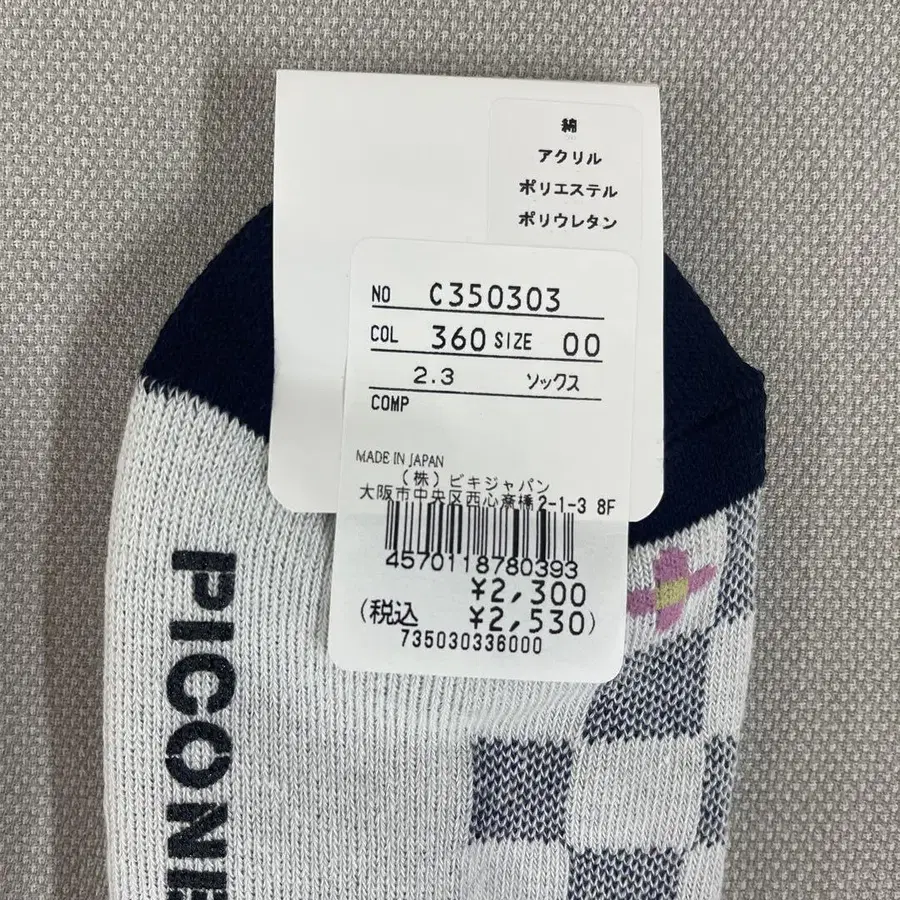 綿
アクリル
ポリエステル
ポリウレタン
NO C350303
COL 360 SIZE 00
2.3 ソックス
COMP
MADE IN JAPAN
(株)ビキジャパン
大阪市中央区西心斎橋2-1-3 8F
4570118780393
¥2,300
(税込 ¥2,530)
735030336000
PICONE